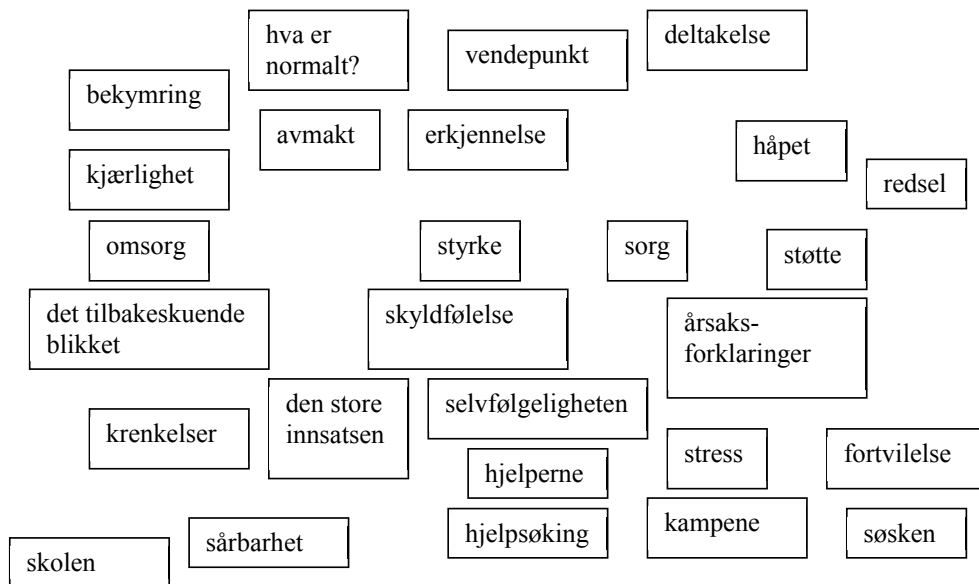 hva er
normalt?
vendepunkt
deltakelse
bekymring
avmakt
erkjennelse
håpet
kjærlighet
redsel
omsorg
styrke
sorg
støtte
det tilbakeskuende
blikket
skyldfølelse
årsaks-
forklaringer
krenkelser
den store
innsatsen
selvfølgeligheten
stress
fortvilelse
hjelperne
skolen
sårbarhet
hjelpsøking
kampene
søsken